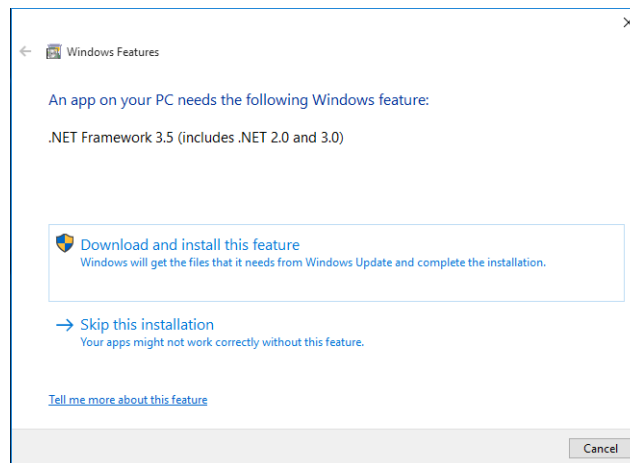 Windows Features
An app on your PC needs the following Windows feature:
.NET Framework 3.5 (includes .NET 2.0 and 3.0)
Download and install this feature
Windows will get the files that it needs from Windows Update and complete the installation.
Skip this installation
Your apps might not work correctly without this feature.
Tell me more about this feature
Cancel